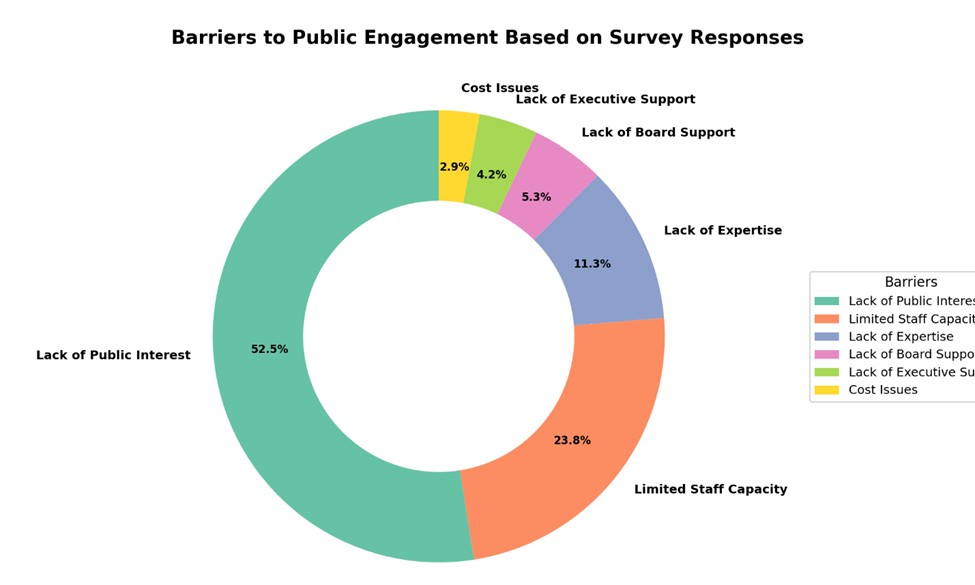 Barriers to Public Engagement Based on Survey Responses
Cost Issues
Lack of Executive Support
Lack of Board Support
2.9%
4.2%
5.3%
Lack of Expertise
11.3%
Lack of Public Interest
52.5%
23.8%
Limited Staff Capacity
Barriers
Lack of Public Interes
Limited Staff Capacit
Lack of Expertise
Lack of Board Suppo
Lack of Executive Su
Cost Issues